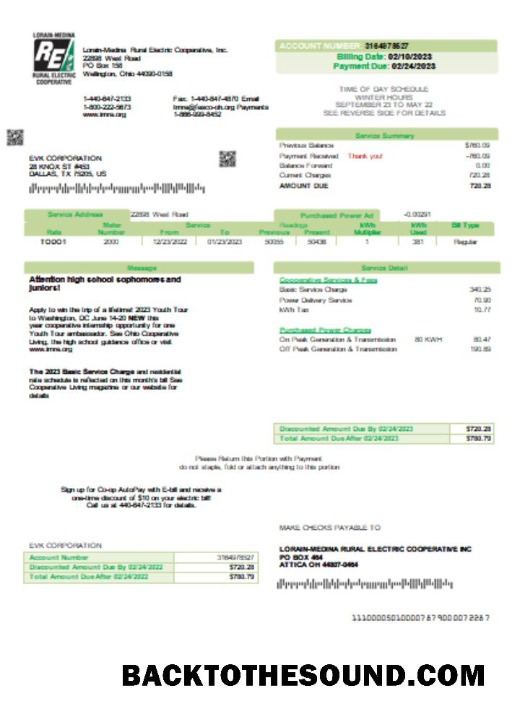 LORAIN-MEDINA
RE
RURAL ELECTRIC
COOPERATIVE
Lorain-Medina Rural Electric Cooperative, Inc.
22898 West Road
PO Box 158
Wellington, Ohio 44090-0158
1-440-647-2133
1-800-222-5673
www.lmre.org
Fax: 1-440-647-4870 Email
Payments
1-866-999-8452
ACCOUNT NUMBER: 3164978527
Billing Date: 02/10/2023
Payment Due: 02/24/2023
TIME OF DAY SCHEDULE
WINTER HOURS
SEPTEMBER 23 TO MAY 22
SEE REVERSE SIDE FOR DETAILS
EVK CORPORATION
28 KNOX ST #453
DALLAS, TX 75205, US
Service Summary
Previous Balance $760.09
Payment Received Thank you! -760.09
Balance Forward 0.00
Current Charges 720.28
AMOUNT DUE 720.28
Service Address 22898 West Road Purchased Power Adj -0.00291
Meter Service Readings kWh kWh Bill Type
Rate Number From To Previous Present Multiplier Used
TODO1 2000 12/23/2022 01/23/2023 50055 50436 1 381 Regular
Message
Attention high school sophomores and
juniors!
Apply to win the trip of a lifetime! 2023 Youth Tour
to Washington, DC June 14-20 NEW this
year cooperative internship opportunity for one
Youth Tour ambassador. See Ohio Cooperative
Living, the high school guidance office or visit
www.lmre.org
The 2023 Basic Service Charge and residential
rate schedule is reflected on this month's bill See
Cooperative Living magazine or our website for
details
Service Detail
Cooperative Services & Fees
Basic Service Charge 340.25
Power Delivery Service 70.90
kWh Tax 10.77
Purchased Power Charges
On Peak Generation & Transmission 80 KWH 80.47
Off Peak Generation & Transmission 190.89
Discounted Amount Due By 02/24/2023 $720.28
Total Amount Due After 02/24/2023 $780.79
Please Return this Portion with Payment
do not staple, fold or attach anything to this portion
Sign up for Co-op AutoPay with E-bill and receive a
one-time discount of $10 on your electric bill!
Call us at 440-647-2133 for details.
EVK CORPORATION
Account Number 3164978527
Discounted Amount Due By 02/24/2022 $720.28
Total Amount Due After 02/24/2022 $780.79
MAKE CHECKS PAYABLE TO
LORAIN-MEDINA RURAL ELECTRIC COOPERATIVE INC
PO BOX 464
ATTICA OH 44807-0464
BACKTOTHESOUND.COM